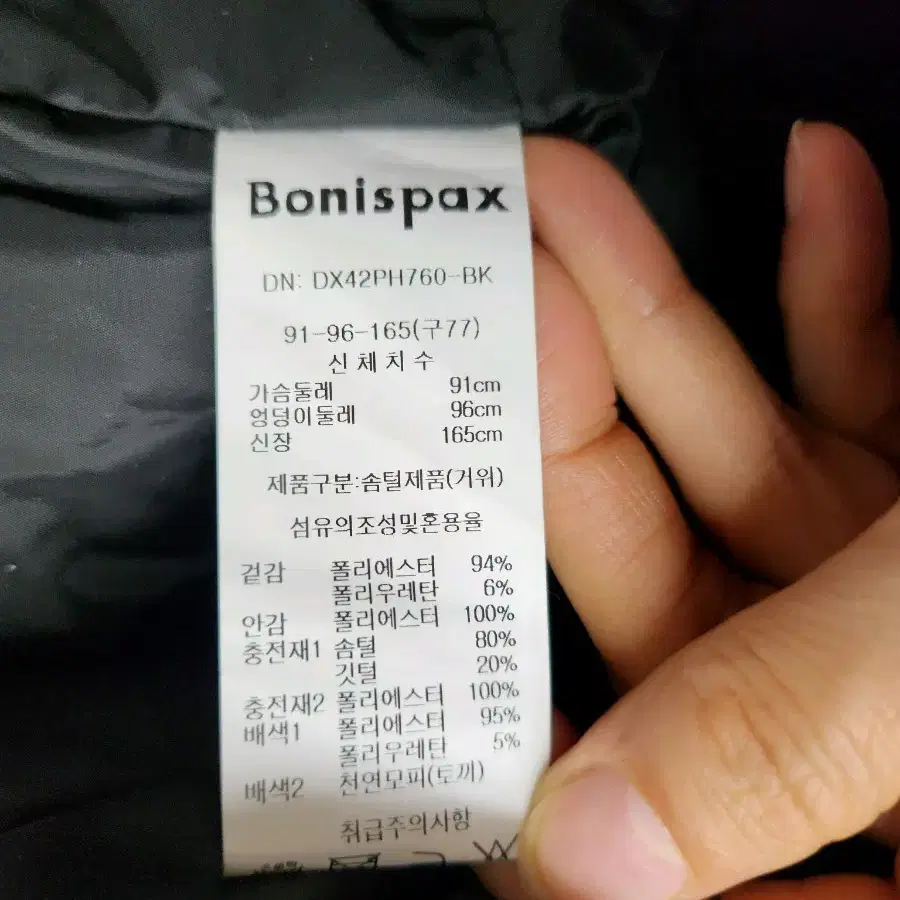 Bonispax
DN: DX42PH760-BK
91-96-165(구77)
신체치수
가슴둘레 91cm
엉덩이둘레 96cm
신장 165cm
제품구분:솜털제품(거위)
섬유의조성및혼용율
겉감 폴리에스터 94%
폴리우레탄 6%
안감 폴리에스터 100%
충전재1 솜털 80%
깃털 20%
충전재2 폴리에스터 100%
배색1 폴리에스터 95%
폴리우레탄 5%
배색2 천연모피(토끼)
취급주의사항